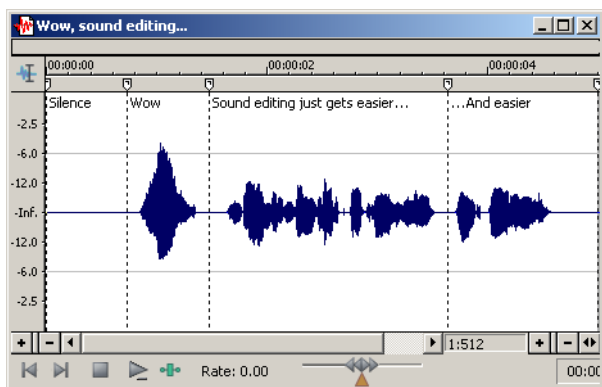 Wow, sound editing...
00:00:00 00:00:02 00:00:04
Silence Wow Sound editing just gets easier... ...And easier
-2.5
-6.0
-12.0
-Inf.
-12.0
-6.0
-2.5
1:512
Rate: 0.00 00:00